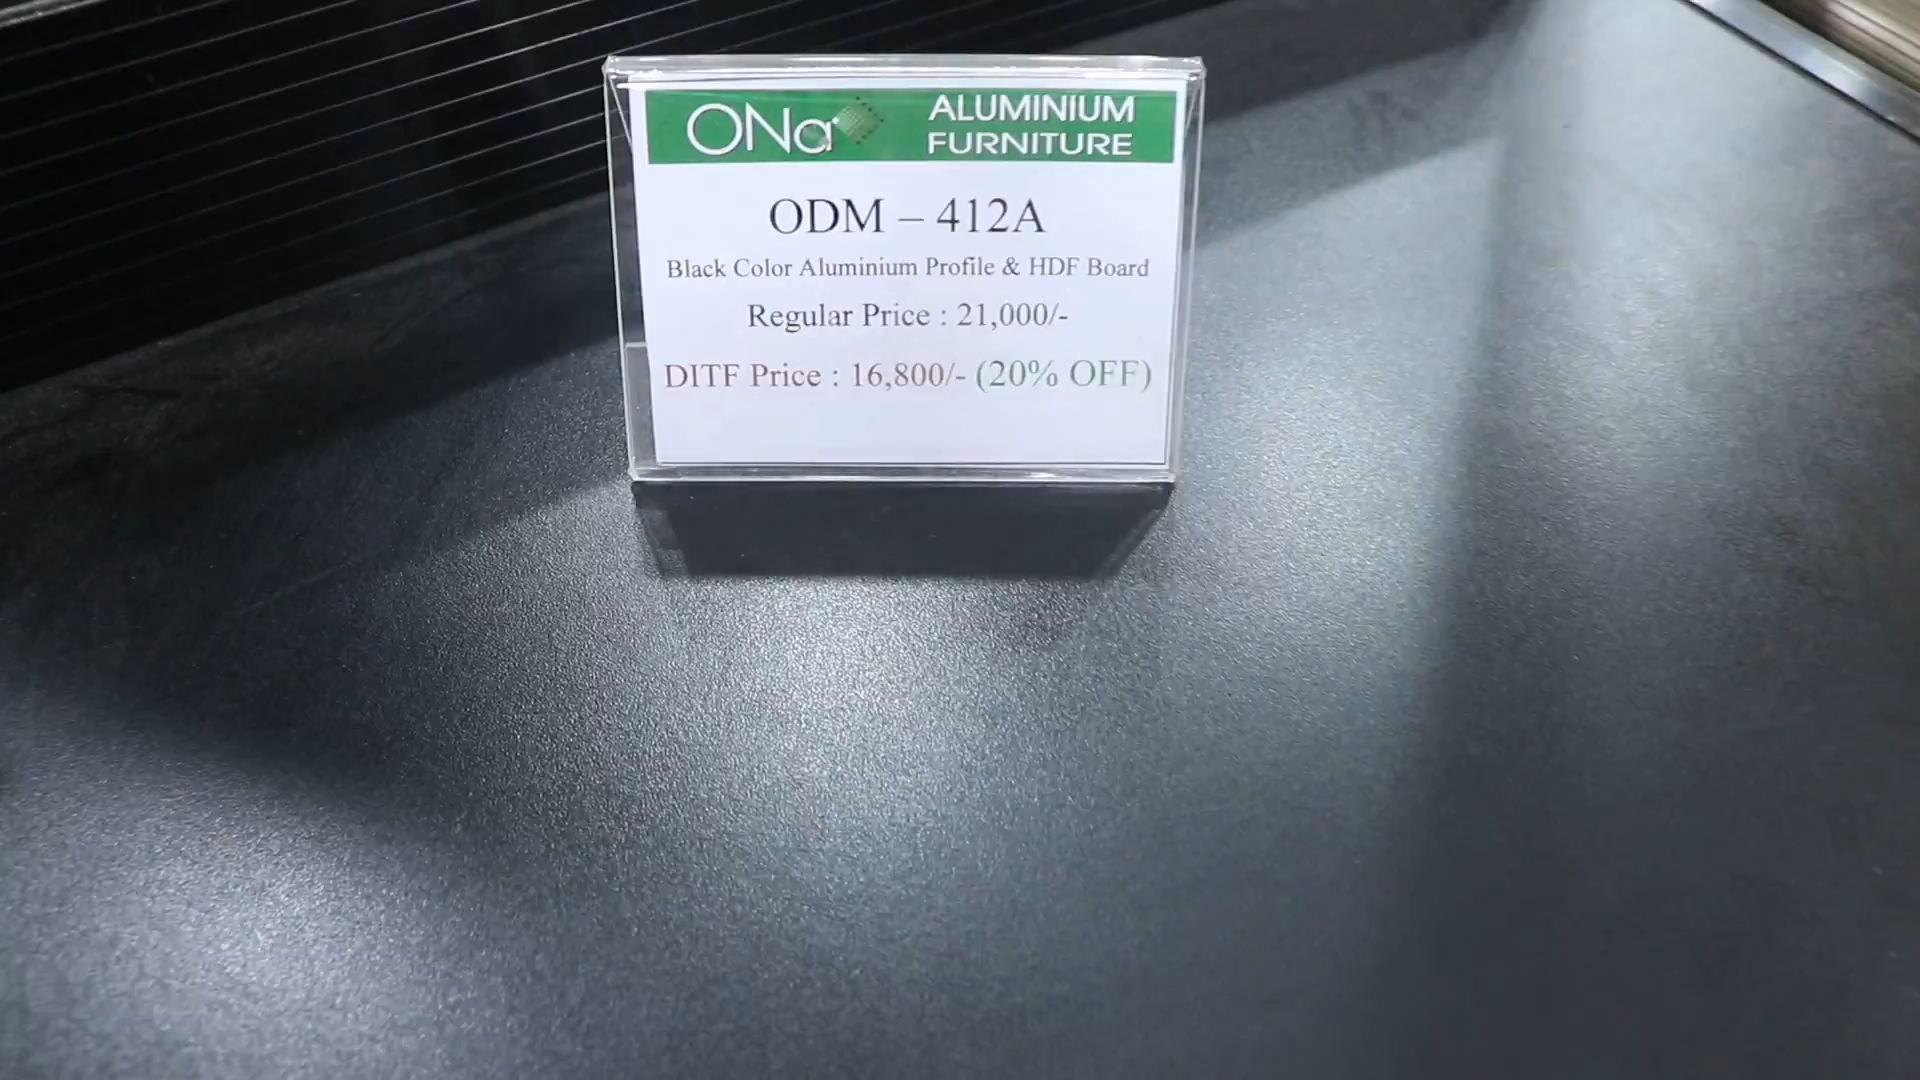 ONa
ALUMINIUM
FURNITURE
ODM – 412A
Black Color Aluminium Profile & HDF Board
Regular Price : 21,000/-
DITF Price : 16,800/- (20% OFF)